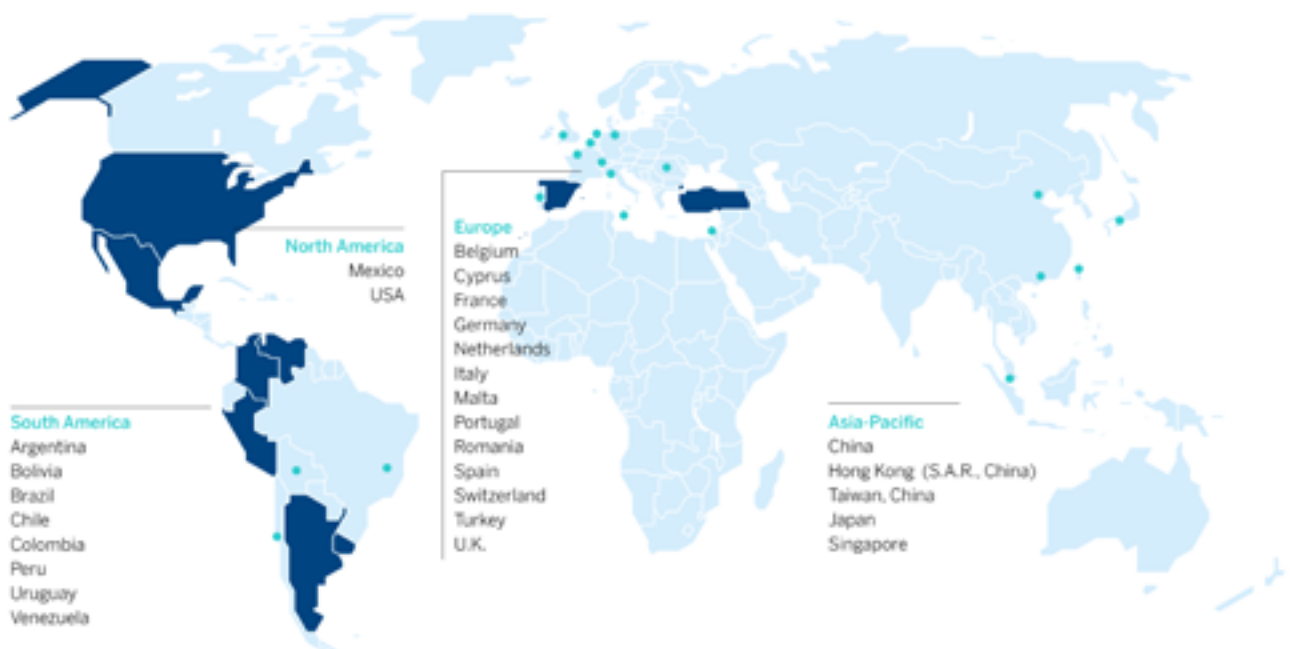 North America
Mexico
USA
South America
Argentina
Bolivia
Brazil
Chile
Colombia
Peru
Uruguay
Venezuela
Europe
Belgium
Cyprus
France
Germany
Netherlands
Italy
Malta
Portugal
Romania
Spain
Switzerland
Turkey
U.K.
Asia-Pacific
China
Hong Kong (S.A.R., China)
Taiwan, China
Japan
Singapore